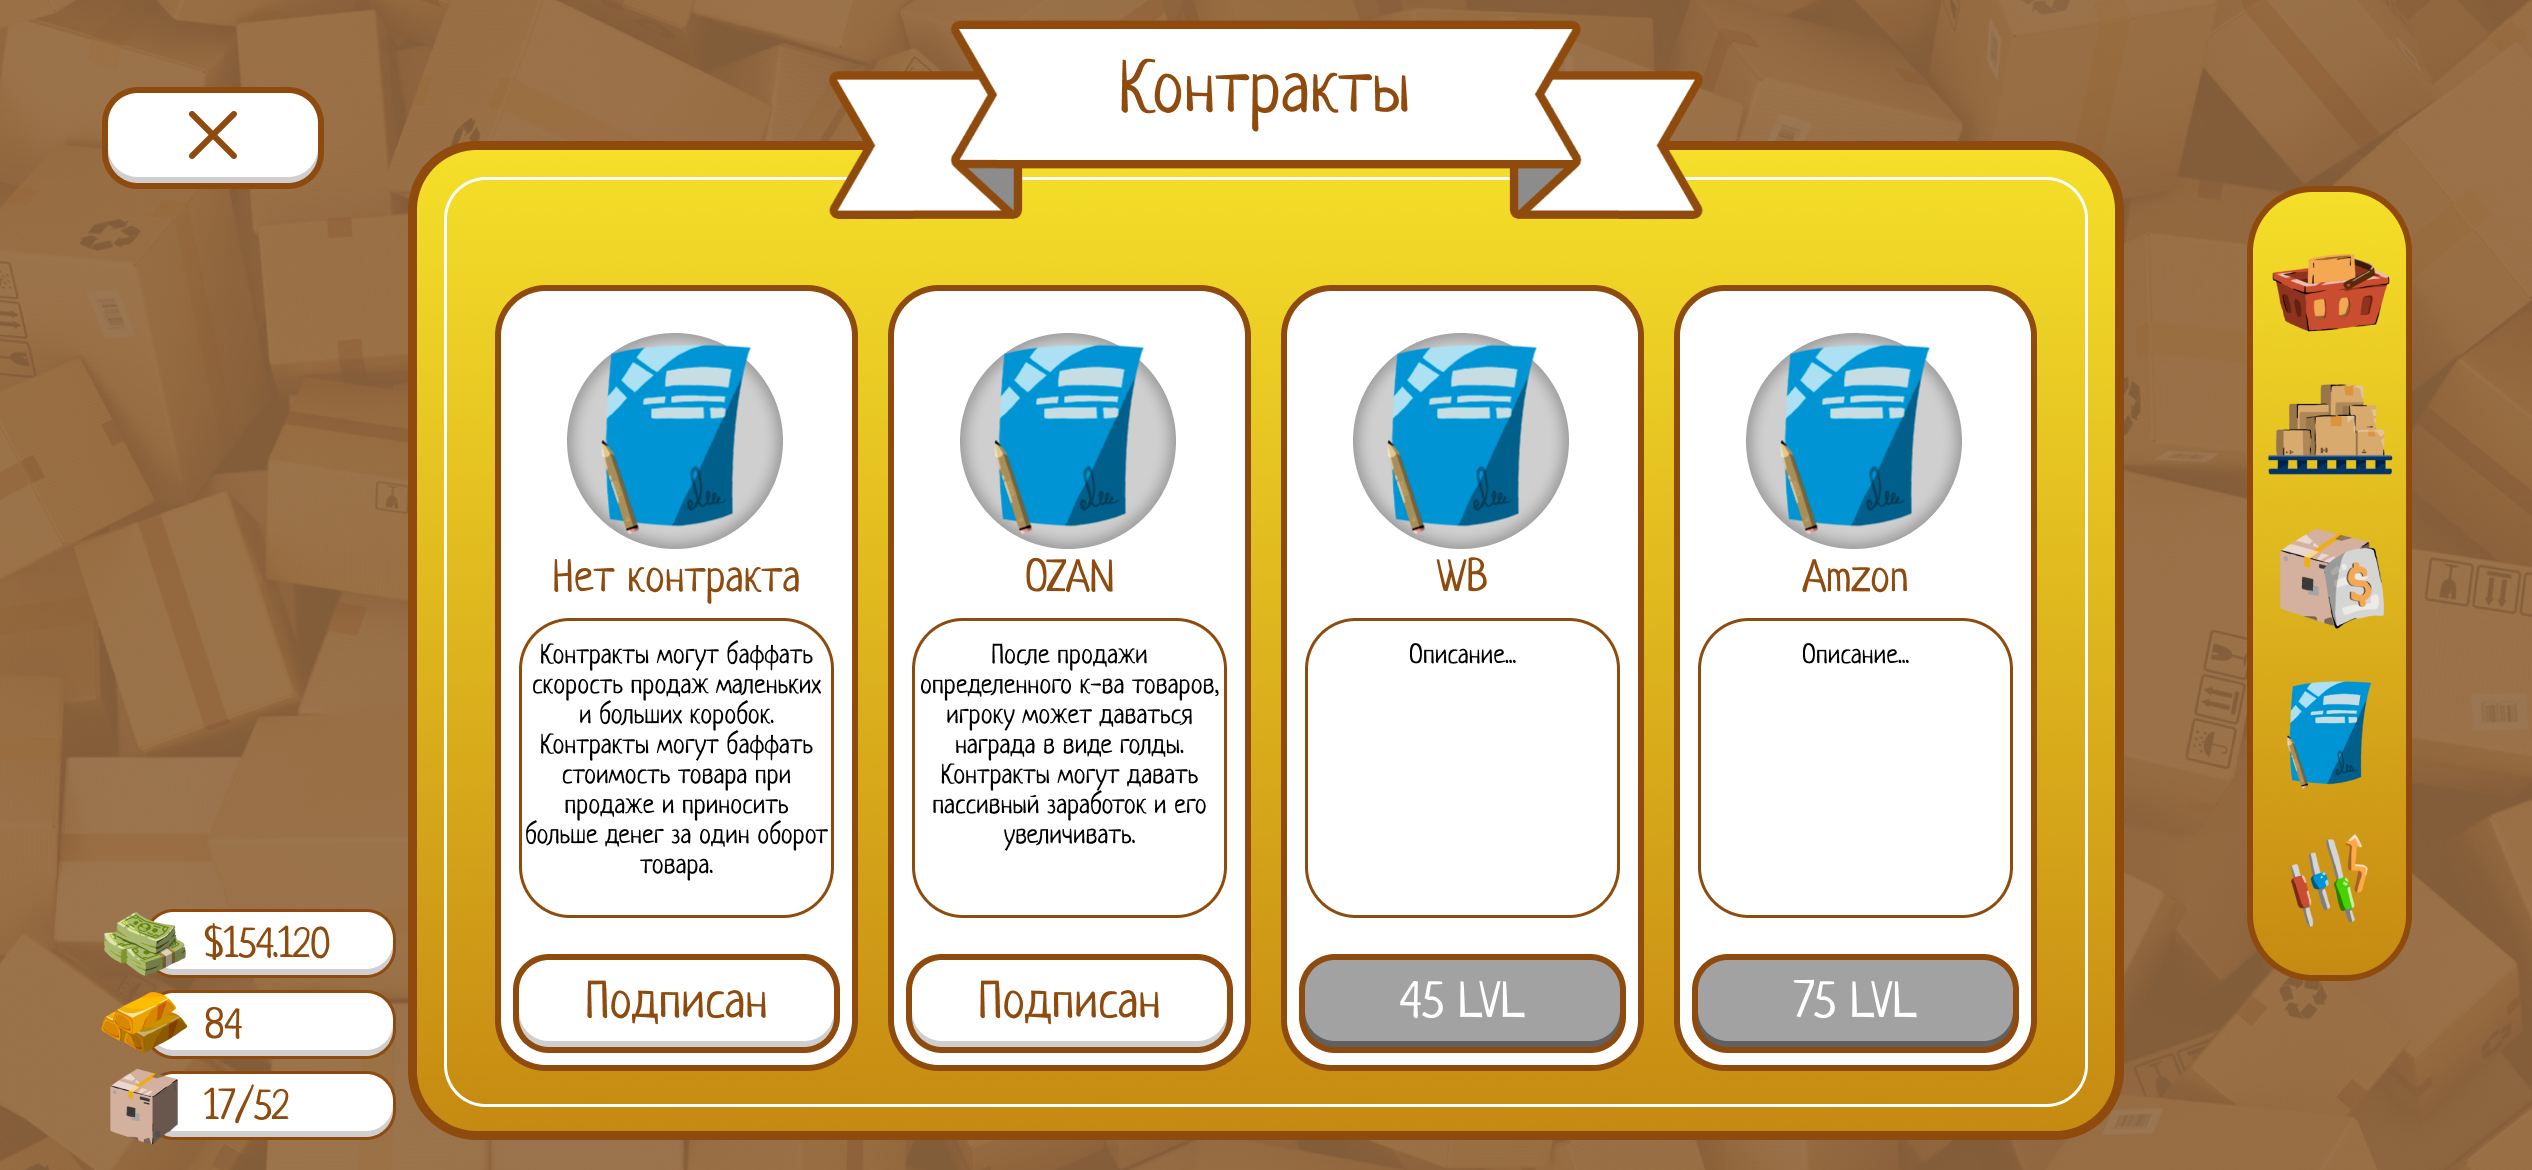 Контракты
Нет контракта
Контракты могут баффать
скорость продаж маленьких
и больших коробок.
Контракты могут баффать
стоимость товара при
продаже и приносить
больше денег за один оборот
товара.
Подписан
OZAN
После продажи
определенного к-ва товаров,
игроку может даваться
награда в виде голды.
Контракты могут давать
пассивный заработок и его
увеличивать.
Подписан
WB
Описание...
45 LVL
Amzon
Описание...
75 LVL
$154.120
84
17/52